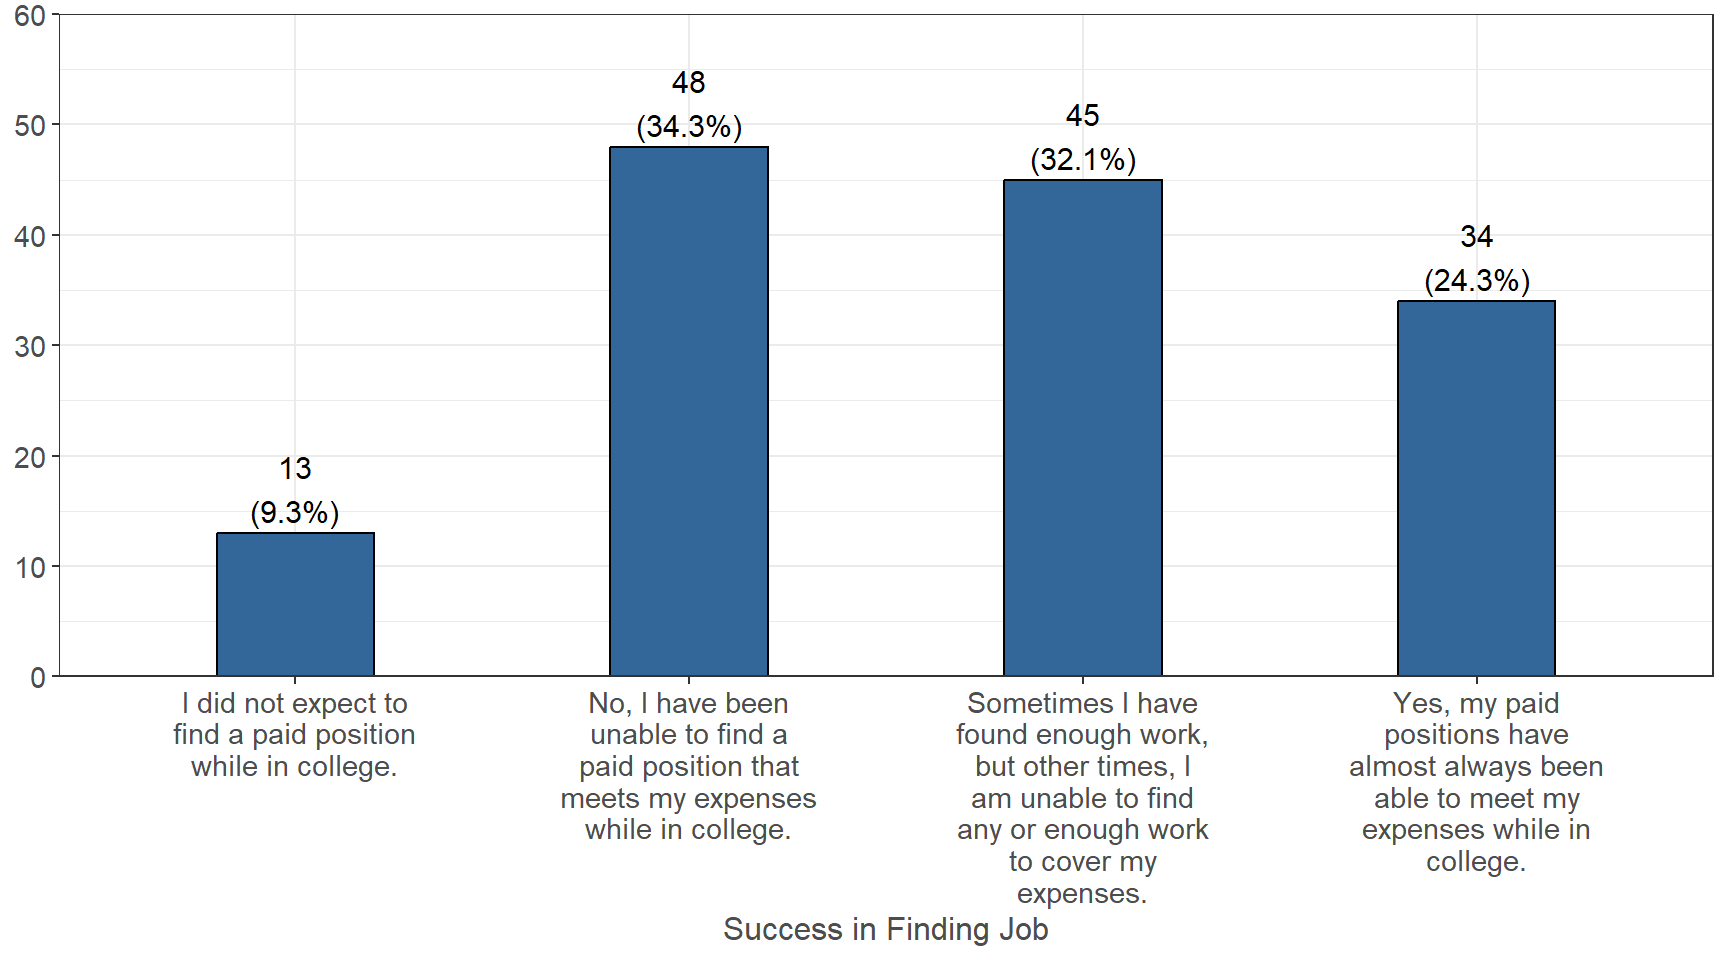 60
50
40
30
20
10
0
13
(9.3%)
48
(34.3%)
45
(32.1%)
34
(24.3%)
I did not expect to
find a paid position
while in college.
No, I have been
unable to find a
paid position that
meets my expenses
while in college.
Sometimes I have
found enough work,
but other times, I
am unable to find
any or enough work
to cover my
expenses.
Yes, my paid
positions have
almost always been
able to meet my
expenses while in
college.
Success in Finding Job